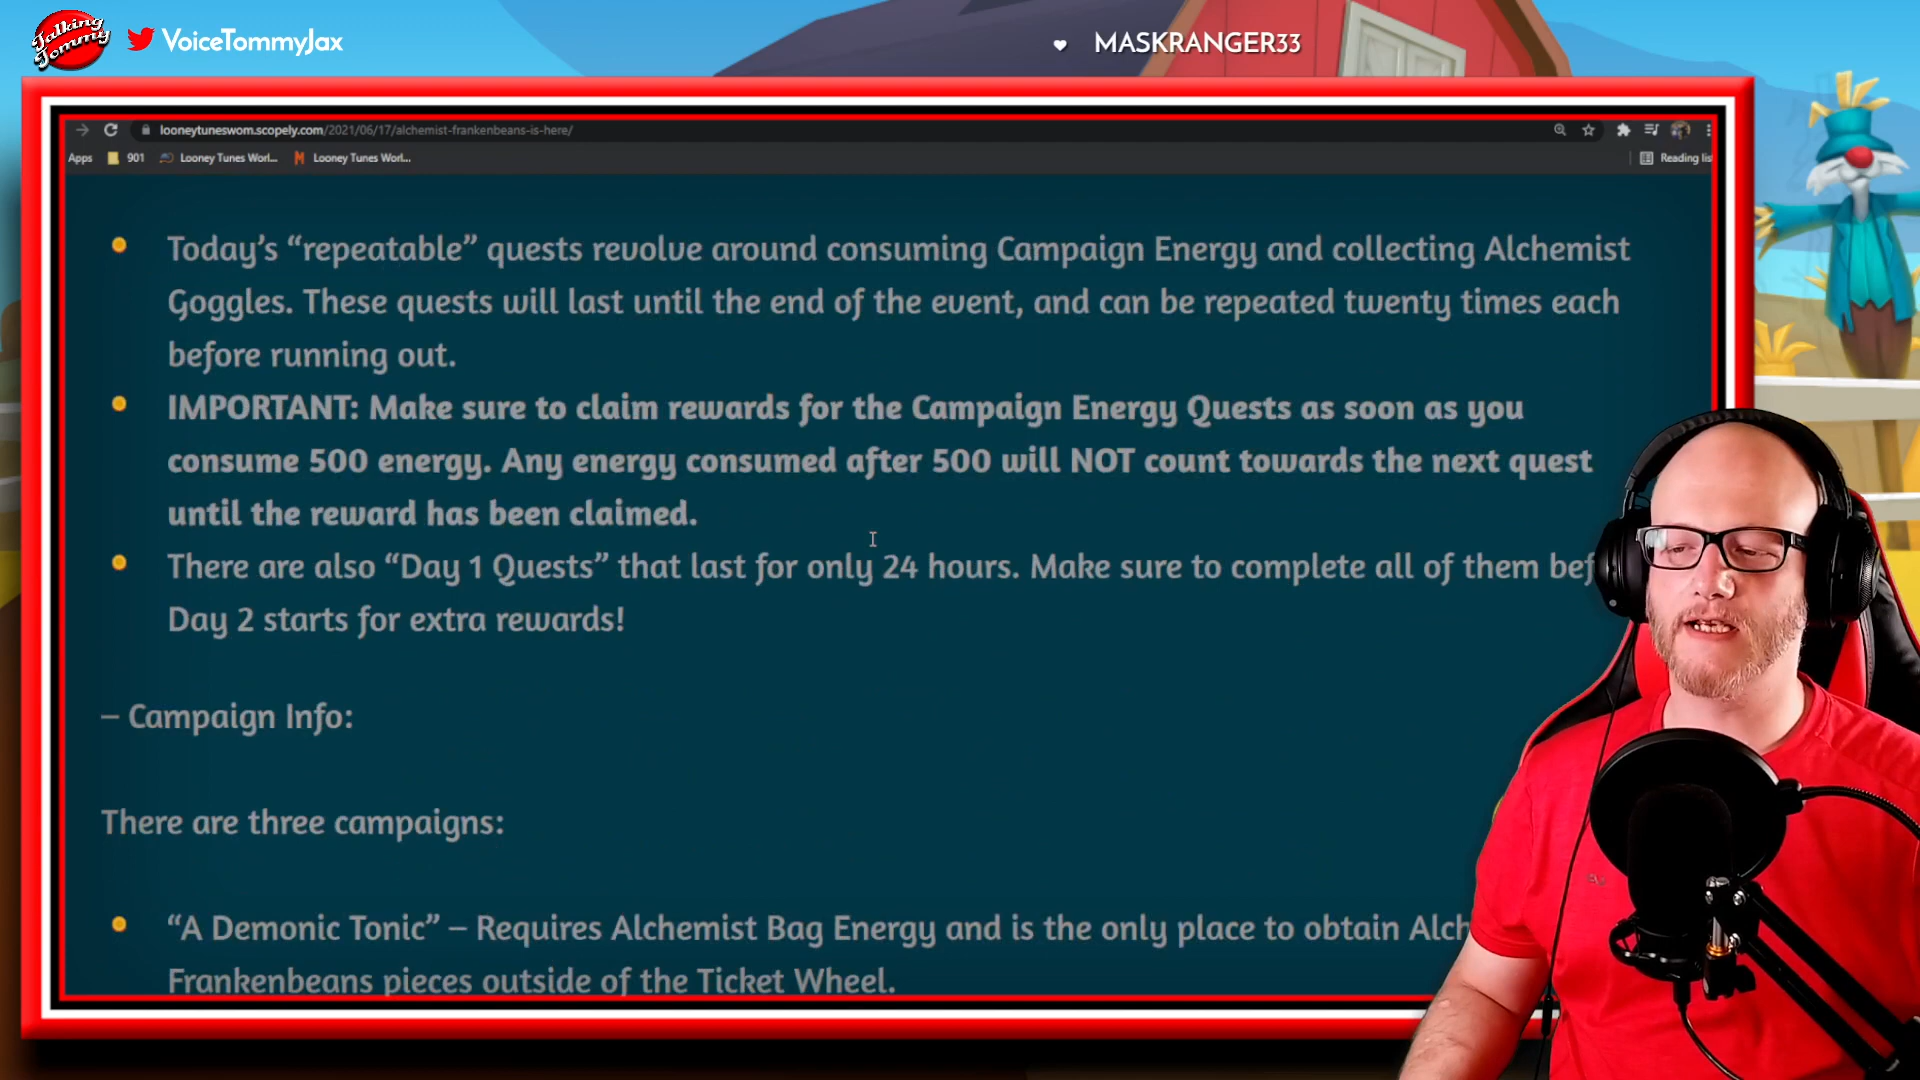 Talking
Tommy
VoiceTommyJax
MASKRANGER33
looneytuneswom.scopely.com/2021/06/17/alchemist-frankenbeans-is-here/
Apps 901 Looney Tunes Worl... Looney Tunes Worl... Reading lis
Today's “repeatable” quests revolve around consuming Campaign Energy and collecting Alchemist
Goggles. These quests will last until the end of the event, and can be repeated twenty times each
before running out.
IMPORTANT: Make sure to claim rewards for the Campaign Energy Quests as soon as you
consume 500 energy. Any energy consumed after 500 will NOT count towards the next quest
until the reward has been claimed.
There are also “Day 1 Quests” that last for only 24 hours. Make sure to complete all of them bef
Day 2 starts for extra rewards!
– Campaign Info:
There are three campaigns:
“A Demonic Tonic” – Requires Alchemist Bag Energy and is the only place to obtain Alch
Frankenbeans pieces outside of the Ticket Wheel.